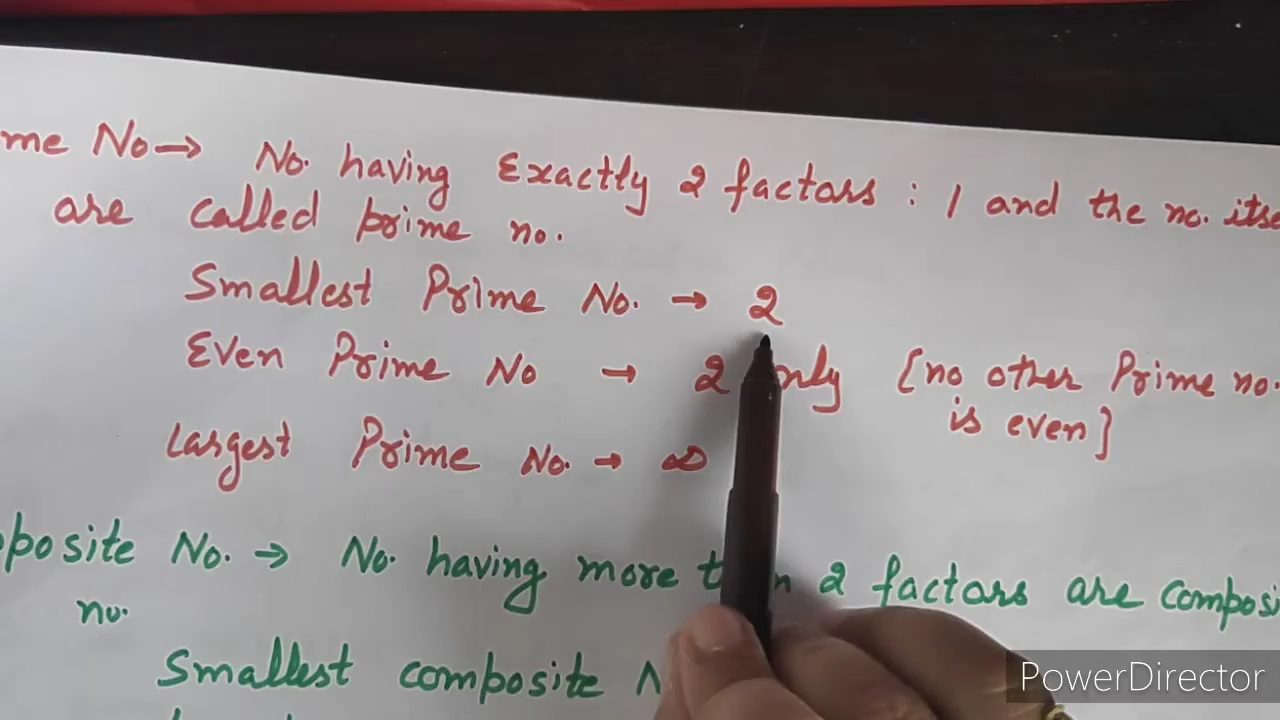 me No → No. having Exactly 2 factors : 1 and the no. itse
are called prime no.
Smallest Prime No. → 2
Even Prime No → 2 only [no other Prime no.
is even]
Largest Prime No. → ∞
posite No. → No. having more than 2 factors are composi
no.
Smallest composite N
PowerDirector